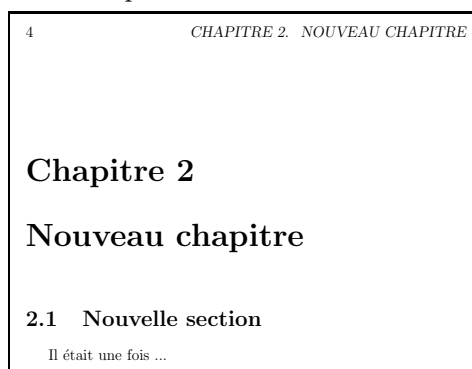 4 CHAPITRE 2. NOUVEAU CHAPITRE
Chapitre 2
Nouveau chapitre
2.1 Nouvelle section
Il était une fois ...